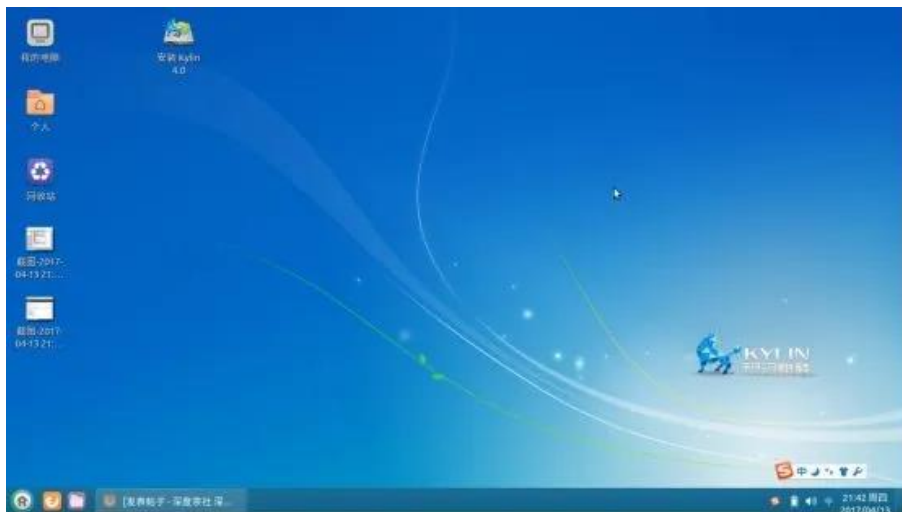 我的电脑
安装 Kylin
4.0
个人
回收站
截图-2017-
04-13 21:...
截图-2017-
04-13 21:...
KYLIN
中
[发表帖子 - 深度京社 深...
21:42 周四
2017/04/13